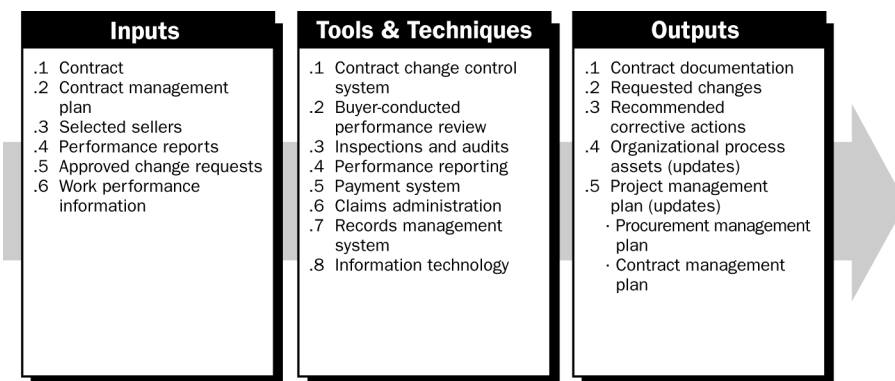 Inputs
.1 Contract
.2 Contract management
plan
.3 Selected sellers
.4 Performance reports
.5 Approved change requests
.6 Work performance
information
Tools & Techniques
.1 Contract change control
system
.2 Buyer-conducted
performance review
.3 Inspections and audits
.4 Performance reporting
.5 Payment system
.6 Claims administration
.7 Records management
system
.8 Information technology
Outputs
.1 Contract documentation
.2 Requested changes
.3 Recommended
corrective actions
.4 Organizational process
assets (updates)
.5 Project management
plan (updates)
· Procurement management
plan
· Contract management
plan